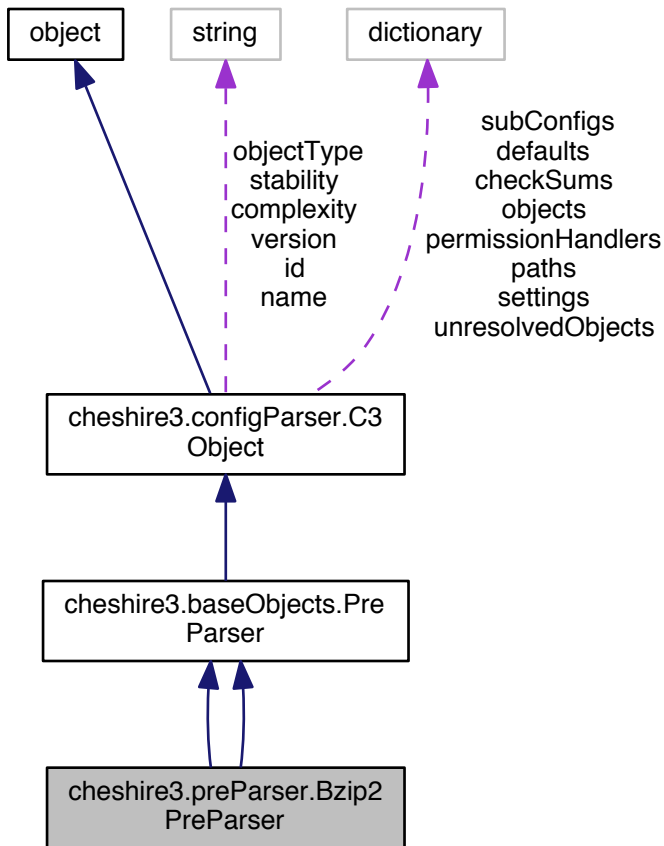 object
string
dictionary
objectType
stability
complexity
version
id
name
subConfigs
defaults
checkSums
objects
permissionHandlers
paths
settings
unresolvedObjects
cheshire3.configParser.C3
Object
cheshire3.baseObjects.Pre
Parser
cheshire3.preParser.Bzip2
PreParser